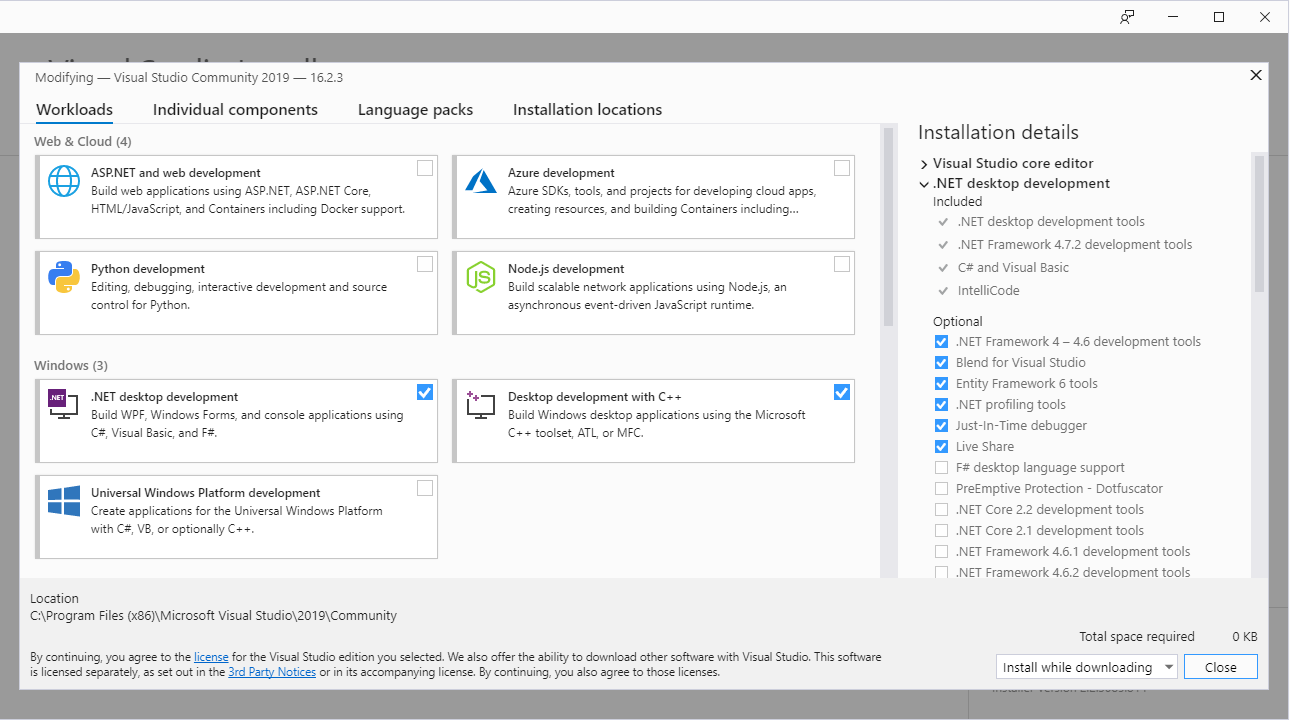 Modifying — Visual Studio Community 2019 — 16.2.3
Workloads
Individual components
Language packs
Installation locations
Web & Cloud (4)
ASP.NET and web development
Build web applications using ASP.NET, ASP.NET Core,
HTML/JavaScript, and Containers including Docker support.
Azure development
Azure SDKs, tools, and projects for developing cloud apps,
creating resources, and building Containers including...
Python development
Editing, debugging, interactive development and source
control for Python.
JS
Node.js development
Build scalable network applications using Node.js, an
asynchronous event-driven JavaScript runtime.
Windows (3)
.NET
.NET desktop development
Build WPF, Windows Forms, and console applications using
C#, Visual Basic, and F#.
Desktop development with C++
Build Windows desktop applications using the Microsoft
C++ toolset, ATL, or MFC.
Universal Windows Platform development
Create applications for the Universal Windows Platform
with C#, VB, or optionally C++.
Installation details
Visual Studio core editor
.NET desktop development
Included
.NET desktop development tools
.NET Framework 4.7.2 development tools
C# and Visual Basic
IntelliCode
Optional
.NET Framework 4 – 4.6 development tools
Blend for Visual Studio
Entity Framework 6 tools
.NET profiling tools
Just-In-Time debugger
Live Share
F# desktop language support
PreEmptive Protection - Dotfuscator
.NET Core 2.2 development tools
.NET Core 2.1 development tools
.NET Framework 4.6.1 development tools
.NET Framework 4.6.2 development tools
Location
C:\Program Files (x86)\Microsoft Visual Studio\2019\Community
Total space required 0 KB
By continuing, you agree to the license for the Visual Studio edition you selected. We also offer the ability to download other software with Visual Studio. This software
is licensed separately, as set out in the 3rd Party Notices or in its accompanying license. By continuing, you also agree to those licenses.
Install while downloading
Close